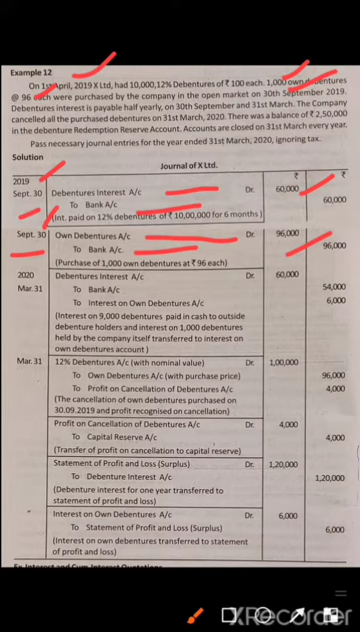 Example 12
On 1st April, 2019 X Ltd, had 10,000,12% Debentures of ₹ 100 each. 1,000 own debentures
@ 96 each were purchased by the company in the open market on 30th September 2019.
Debentures interest is payable half yearly, on 30th September and 31st March. The Company
cancelled all the purchased debentures on 31st March, 2020. There was a balance of ₹ 2,50,000
in the debenture Redemption Reserve Account. Accounts are closed on 31st March every year.
Pass necessary journal entries for the year ended 31st March, 2020, ignoring tax.
Solution
Journal of X Ltd.
₹ ₹
2019
Sept. 30 Debentures Interest A/c Dr. 60,000
To Bank A/c 60,000
(Int. paid on 12% debentures of ₹ 10,00,000 for 6 months)
Sept. 30 Own Debentures A/c Dr. 96,000
To Bank A/c. 96,000
(Purchase of 1,000 own debentures at ₹ 96 each)
2020 Debentures Interest A/c Dr. 60,000
Mar. 31 To Bank A/c 54,000
To Interest on Own Debentures A/c 6,000
(Interest on 9,000 debentures paid in cash to outside
debenture holders and interest on 1,000 debentures
held by the company itself transferred to interest on
own debentures account)
Mar. 31 12% Debentures A/c (with nominal value) Dr. 1,00,000
To Own Debentures A/c (with purchase price) 96,000
To Profit on Cancellation of Debentures A/c 4,000
(The cancellation of own debentures purchased on
30.09.2019 and profit recognised on cancellation)
Profit on Cancellation of Debentures A/c Dr. 4,000
To Capital Reserve A/c 4,000
(Transfer of profit on cancellation to capital reserve)
Statement of Profit and Loss (Surplus) Dr. 1,20,000
To Debenture Interest A/c 1,20,000
(Debenture interest for one year transferred to
statement of profit and loss)
Interest on Own Debentures A/c Dr. 6,000
To Statement of Profit and Loss (Surplus) 6,000
(Interest on own debentures transferred to statement
of profit and loss)
Ex-Interest and Cum-Interest Quotations
XRecorder